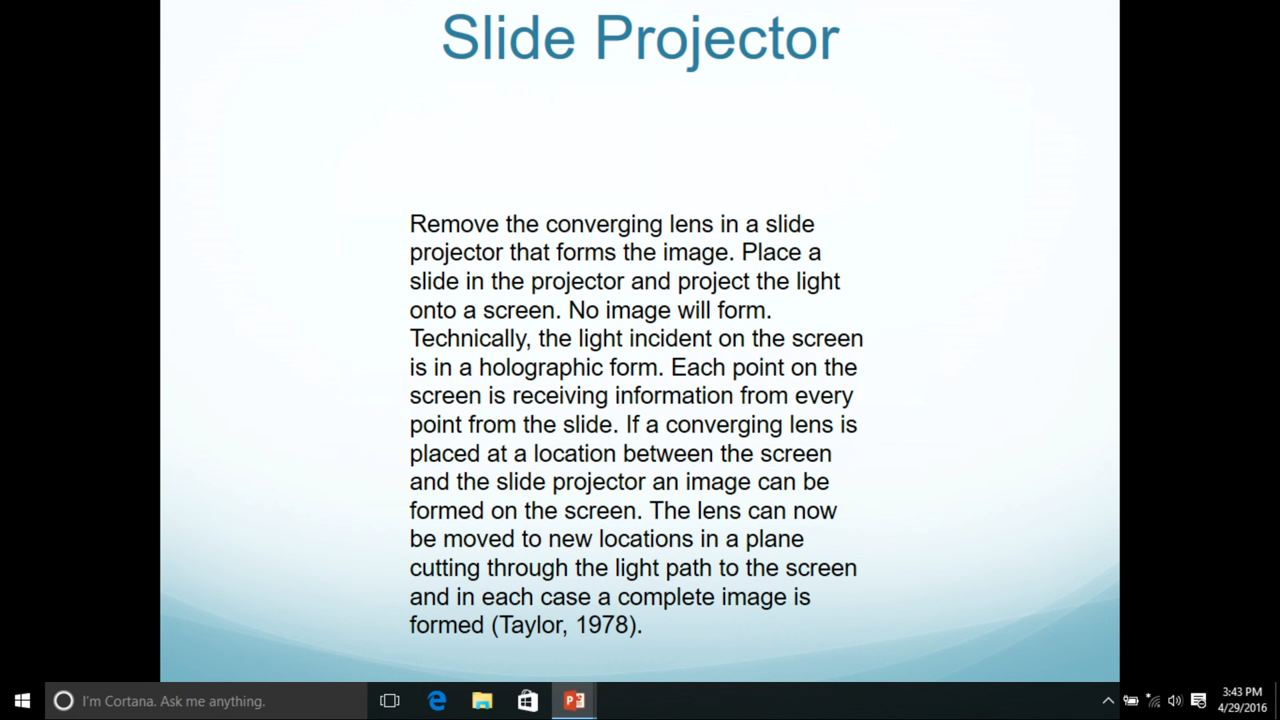 Slide Projector
Remove the converging lens in a slide
projector that forms the image. Place a
slide in the projector and project the light
onto a screen. No image will form.
Technically, the light incident on the screen
is in a holographic form. Each point on the
screen is receiving information from every
point from the slide. If a converging lens is
placed at a location between the screen
and the slide projector an image can be
formed on the screen. The lens can now
be moved to new locations in a plane
cutting through the light path to the screen
and in each case a complete image is
formed (Taylor, 1978).
I'm Cortana. Ask me anything.
3:43 PM
4/29/2016